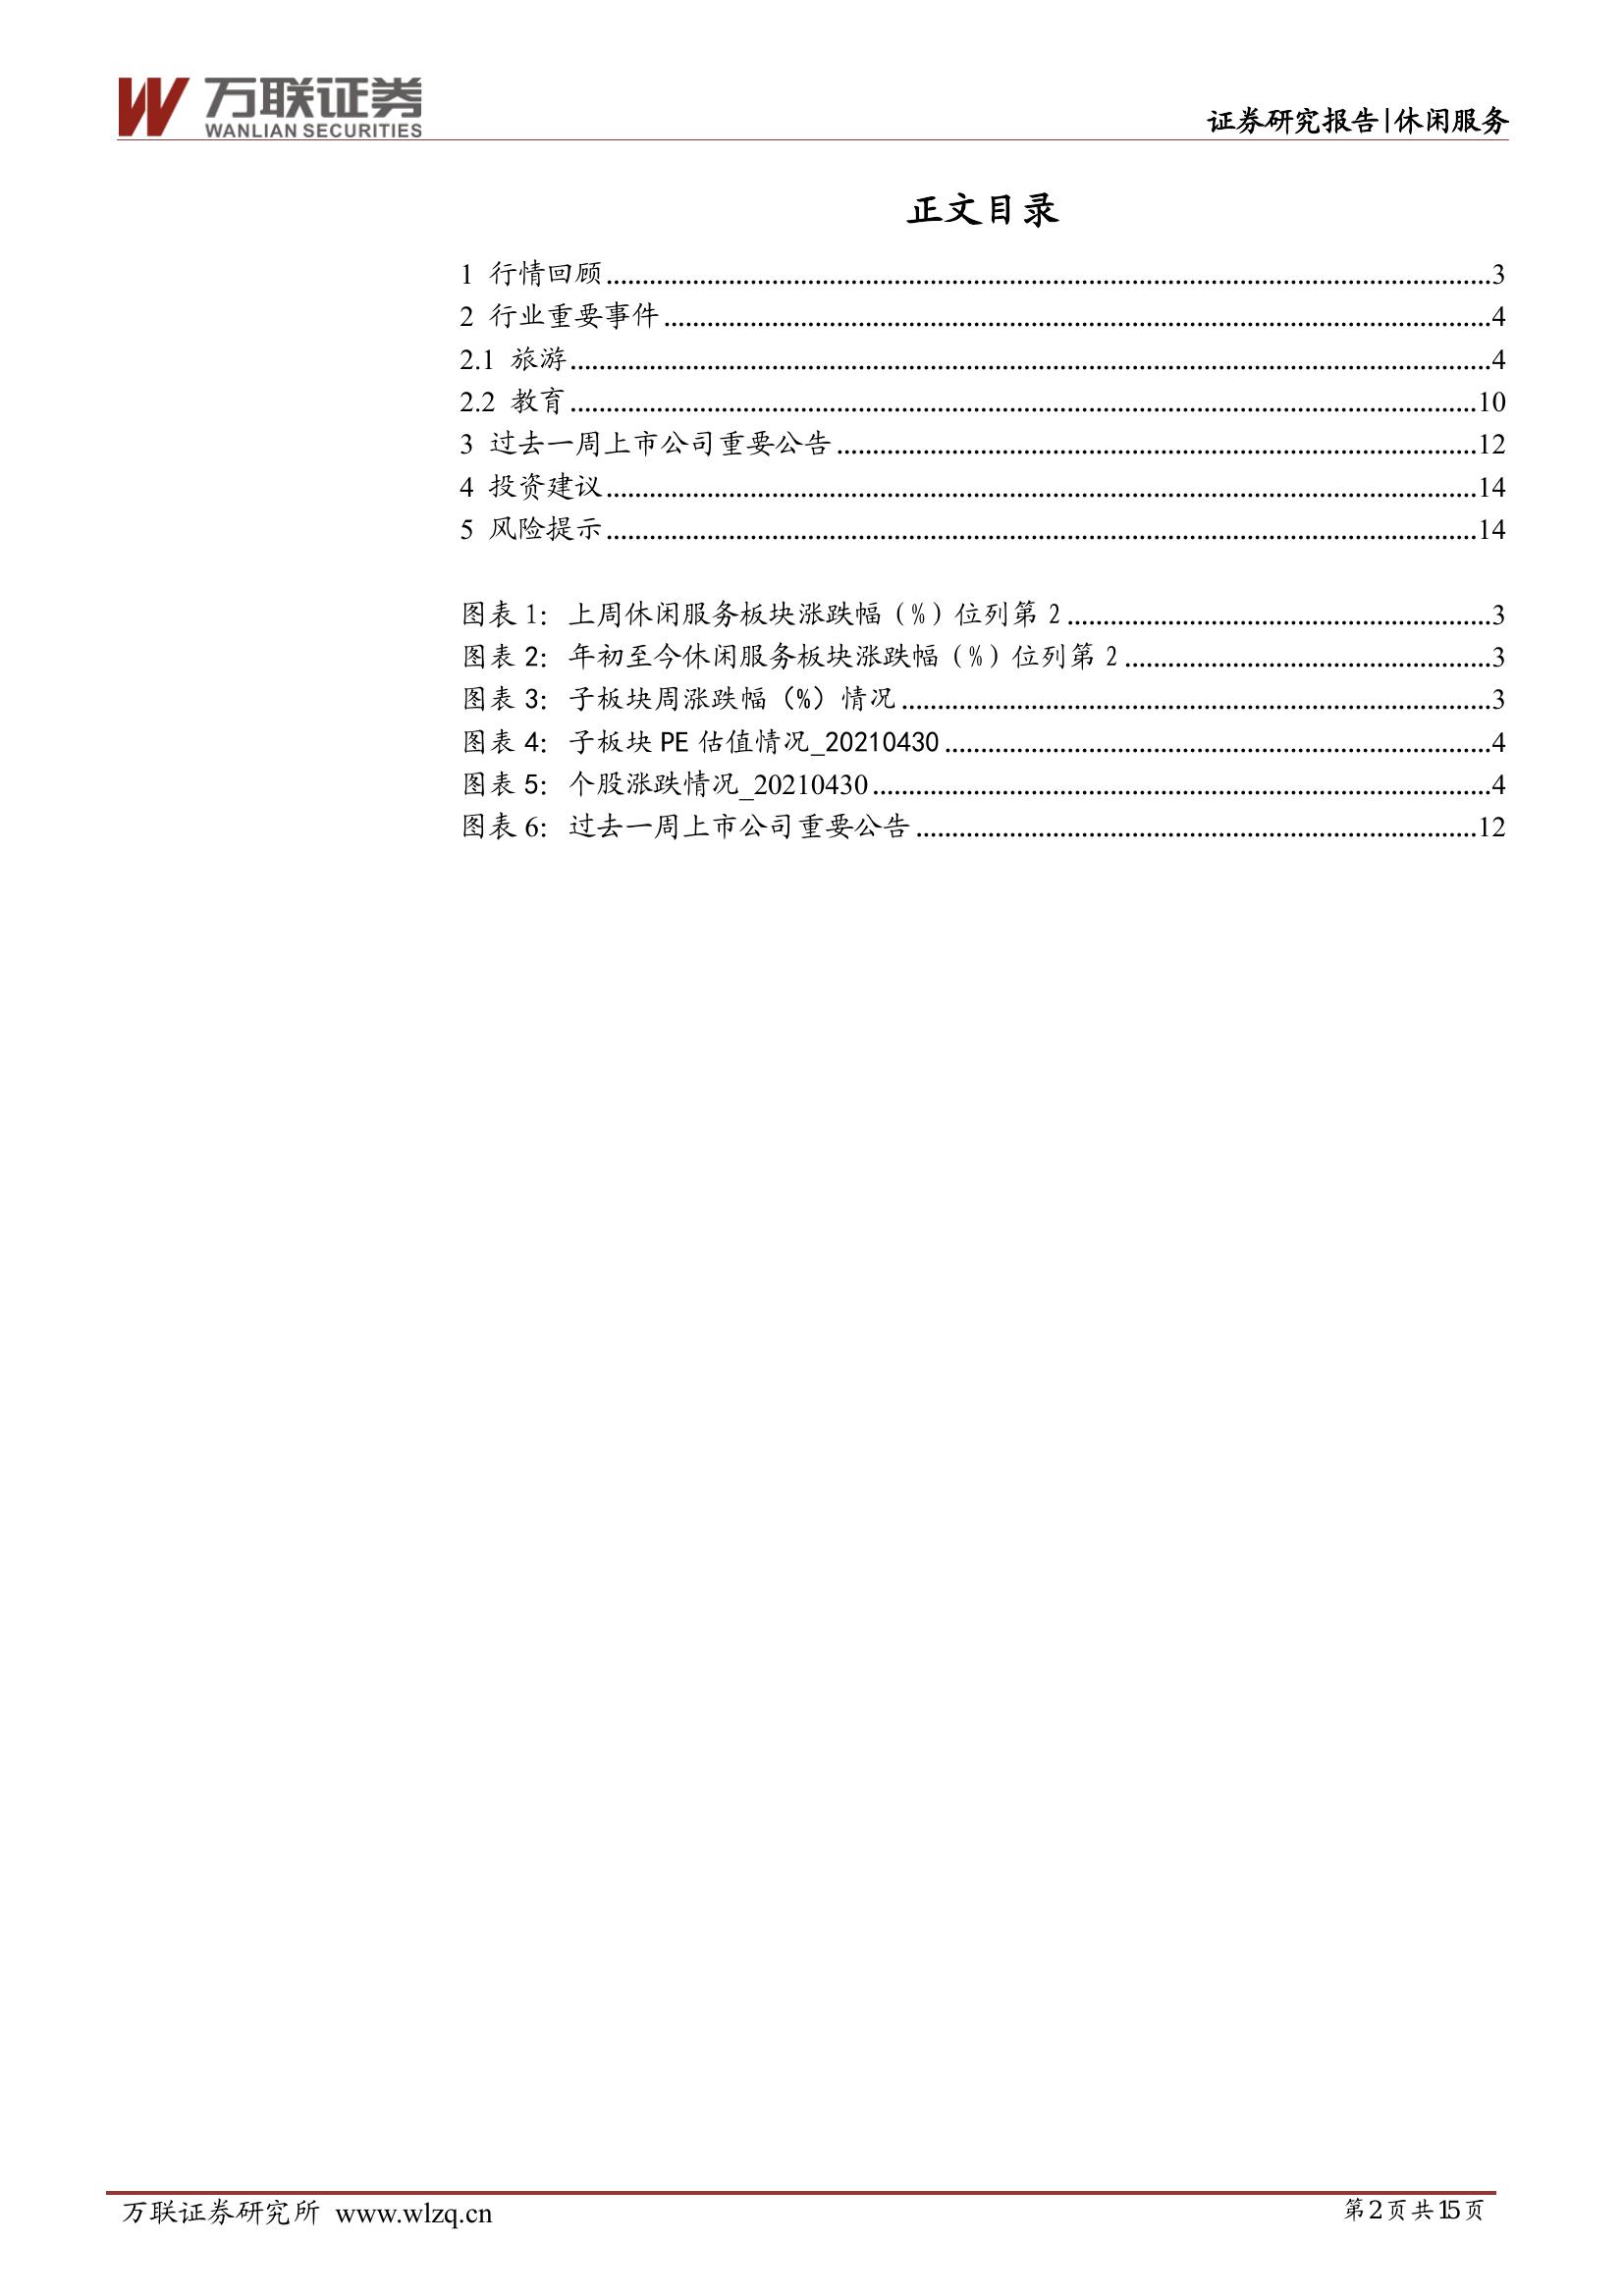 万联证券
WANLIAN SECURITIES
证券研究报告|休闲服务
正文目录
1 行情回顾................3
2 行业重要事件................4
2.1 旅游................4
2.2 教育................10
3 过去一周上市公司重要公告................12
4 投资建议................14
5 风险提示................14
图表 1：上周休闲服务板块涨跌幅（%）位列第 2................3
图表 2：年初至今休闲服务板块涨跌幅（%）位列第 2................3
图表 3：子板块周涨跌幅（%）情况................3
图表 4：子板块 PE 估值情况_20210430................4
图表 5：个股涨跌情况_20210430................4
图表 6：过去一周上市公司重要公告................12
万联证券研究所 www.wlzq.cn
第2页共15页